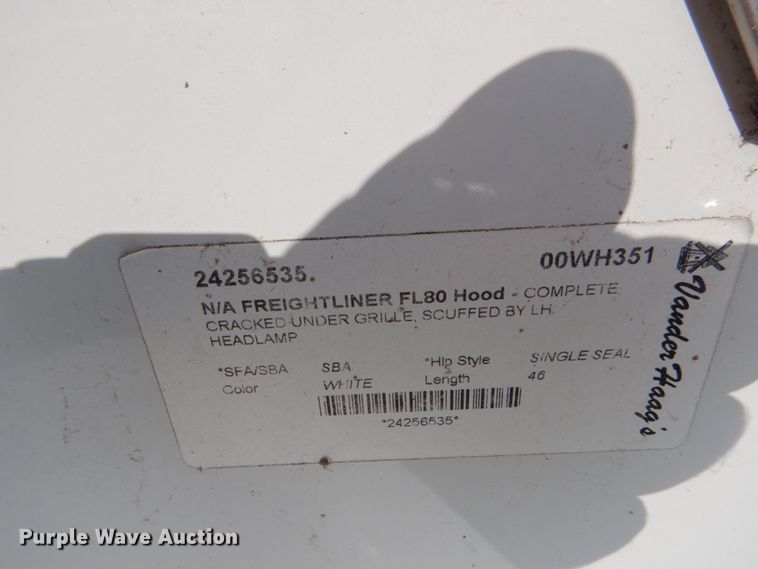 24256535.
00WH351
N/A FREIGHTLINER FL80 Hood - COMPLETE
CRACKED UNDER GRILLE, SCUFFED BY LH
HEADLAMP
*SFA/SBA SBA *Hlp Style SINGLE SEAL
Color WHITE Length 46
*24256535*
Vander Haag's
Purple Wave Auction